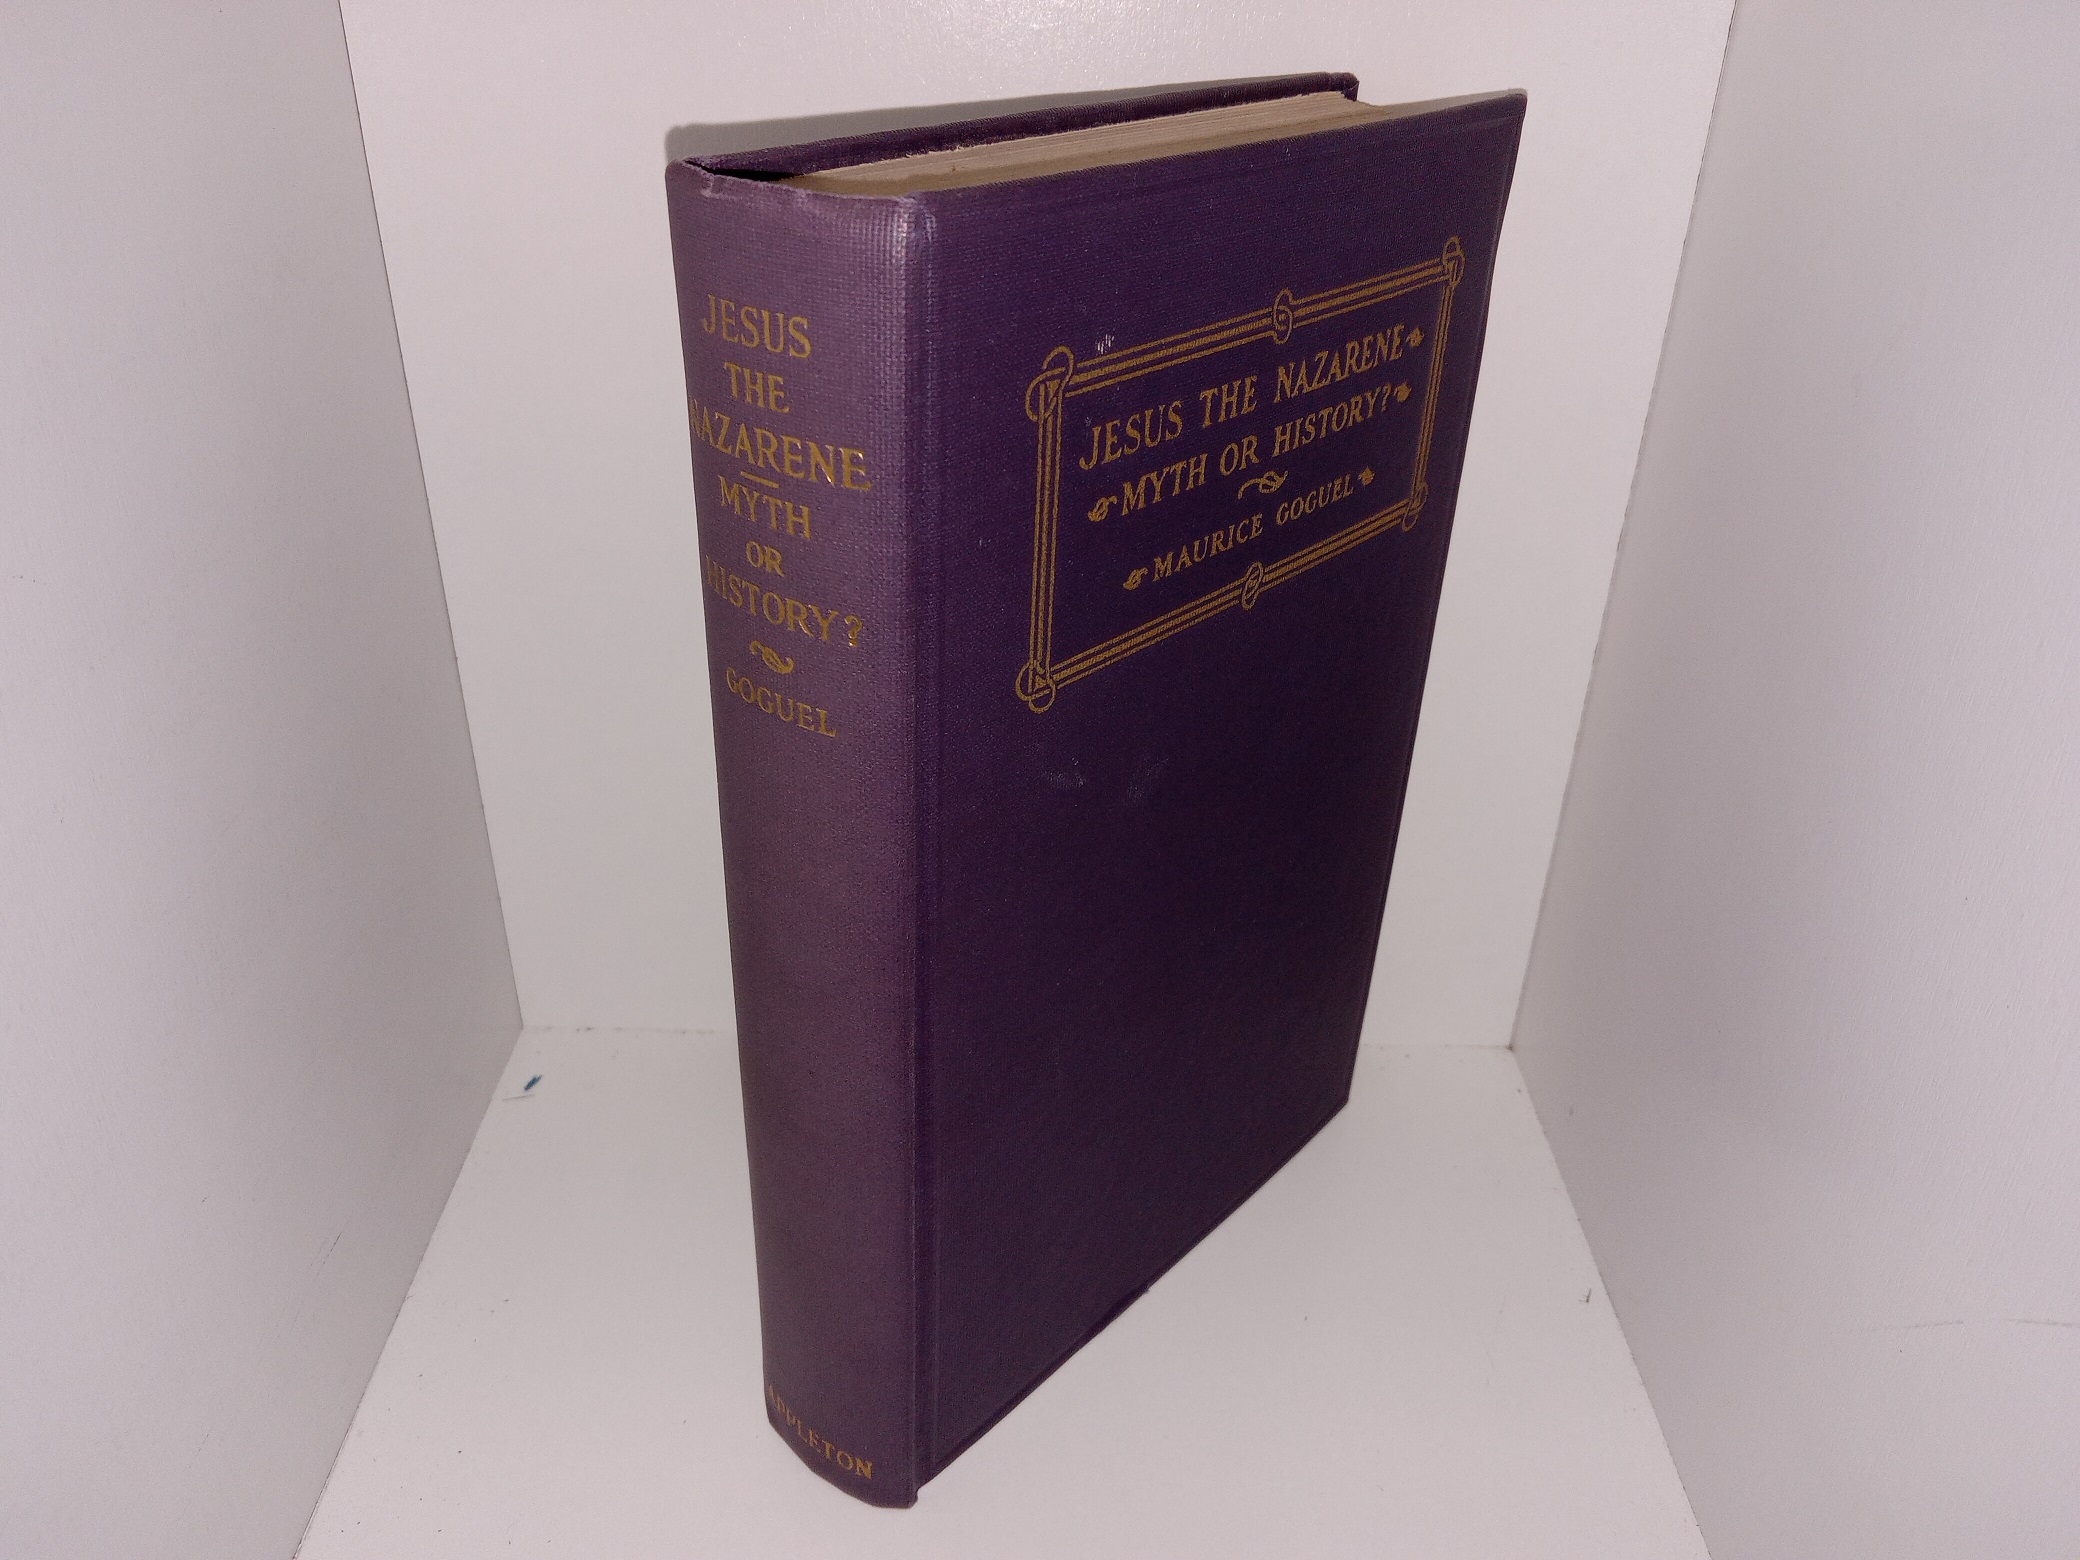 JESUS
THE
NAZARENE
MYTH
OR
HISTORY?
GOGUEL
APPLETON
JESUS THE NAZARENE
MYTH OR HISTORY?
MAURICE GOGUEL